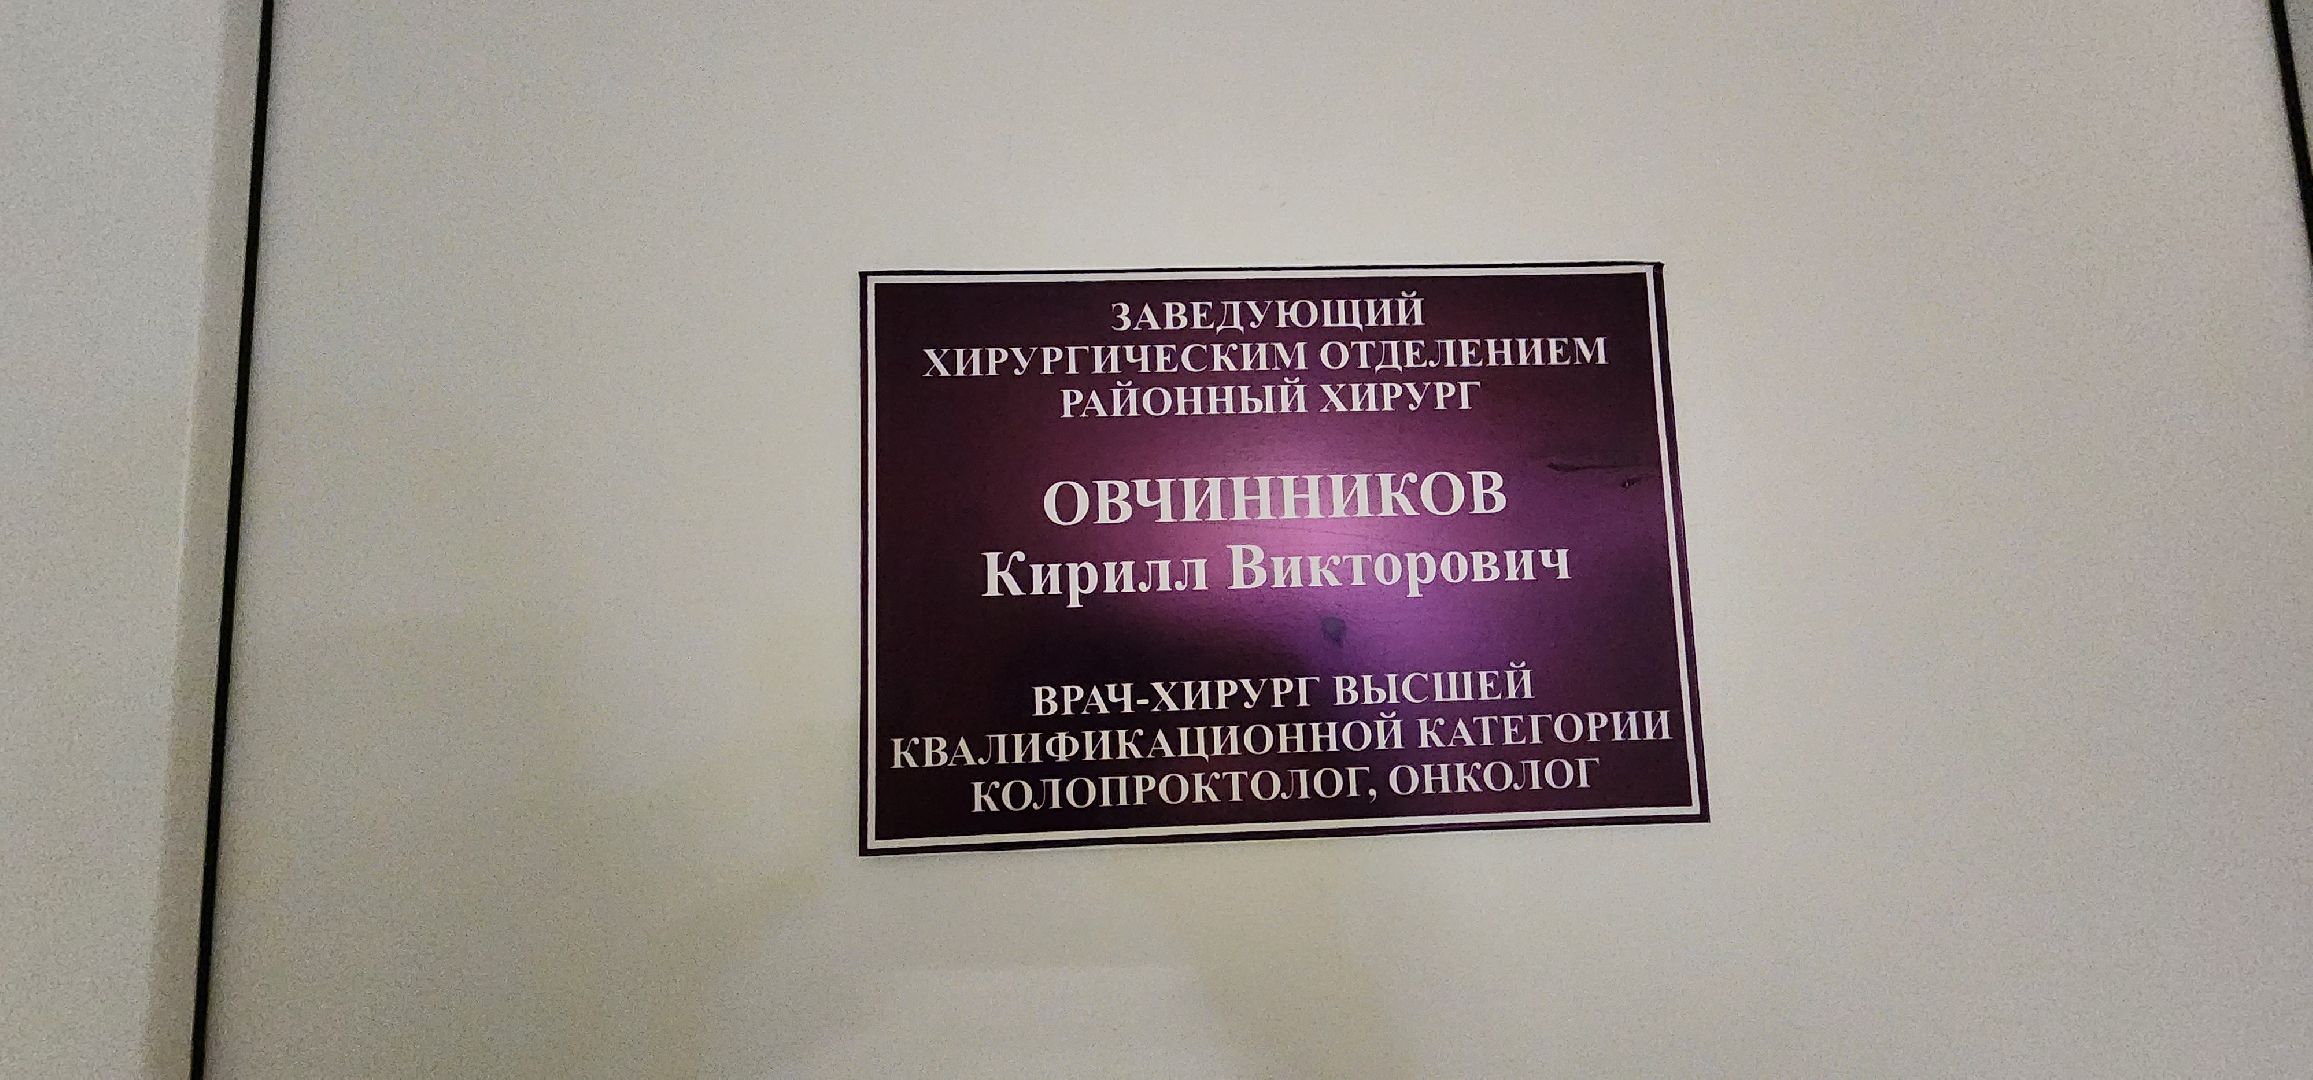 ЗАВЕДУЮЩИЙ
ХИРУРГИЧЕСКИМ ОТДЕЛЕНИЕМ
РАЙОННЫЙ ХИРУРГ
ОВЧИННИКОВ
Кирилл Викторович
ВРАЧ-ХИРУРГ ВЫСШЕЙ
КВАЛИФИКАЦИОННОЙ КАТЕГОРИИ
КОЛОПРОКТОЛОГ, ОНКОЛОГ